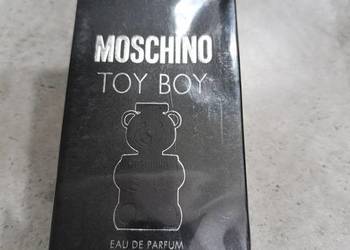 MOSCHINO
TOY BOY
EAU DE PARFUM